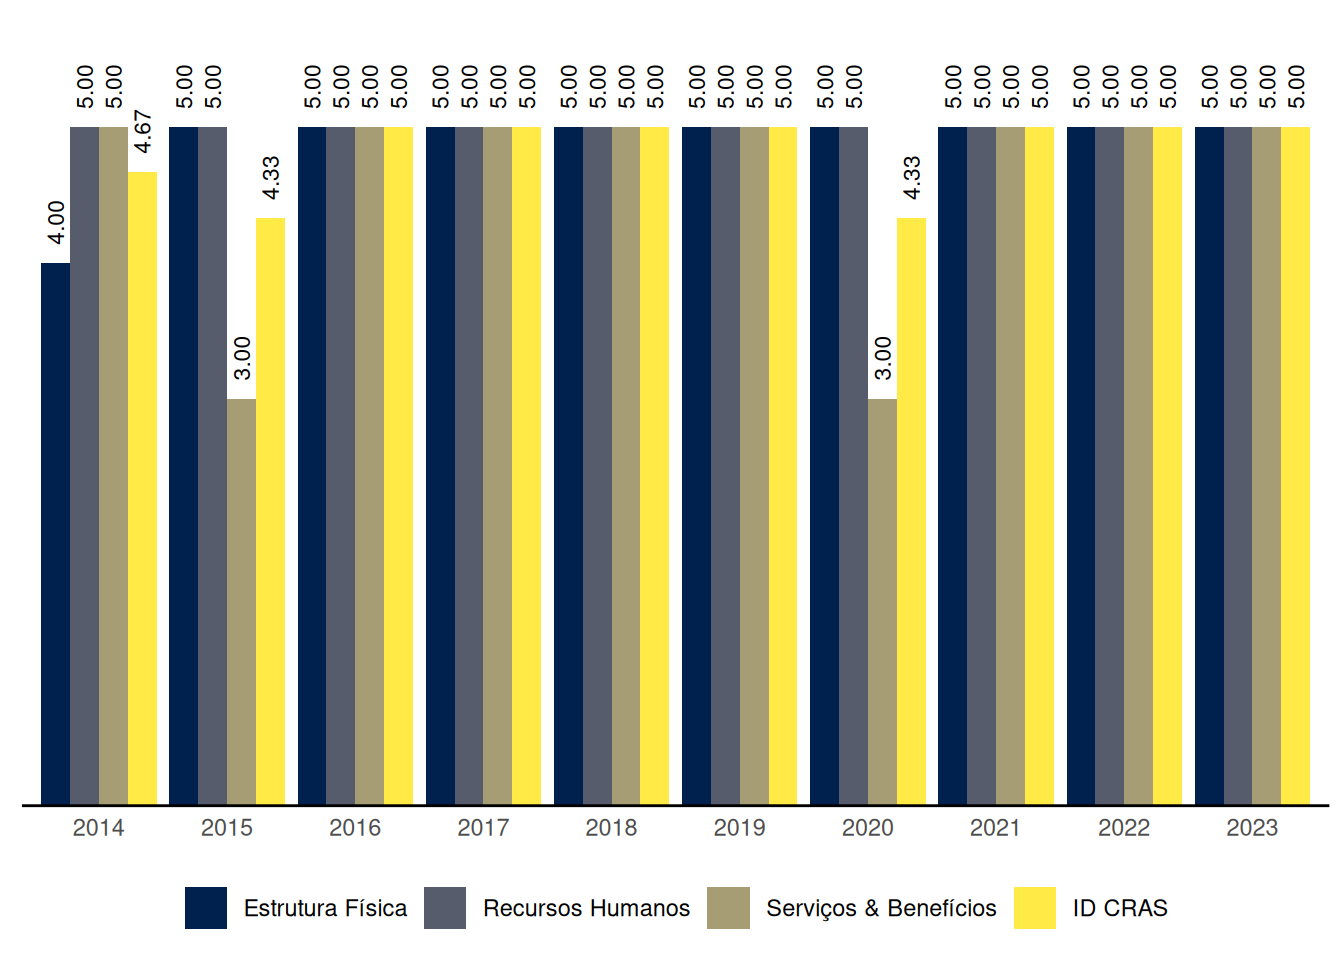 4.00 5.00 5.00 4.67 5.00 5.00 3.00 4.33 5.00 5.00 5.00 5.00 5.00 5.00 5.00 5.00 5.00 5.00 5.00 5.00 5.00 5.00 5.00 5.00 5.00 5.00 3.00 4.33 5.00 5.00 5.00 5.00 5.00 5.00 5.00 5.00 5.00 5.00 5.00 5.00
2014 2015 2016 2017 2018 2019 2020 2021 2022 2023
Estrutura Física Recursos Humanos Serviços & Benefícios ID CRAS